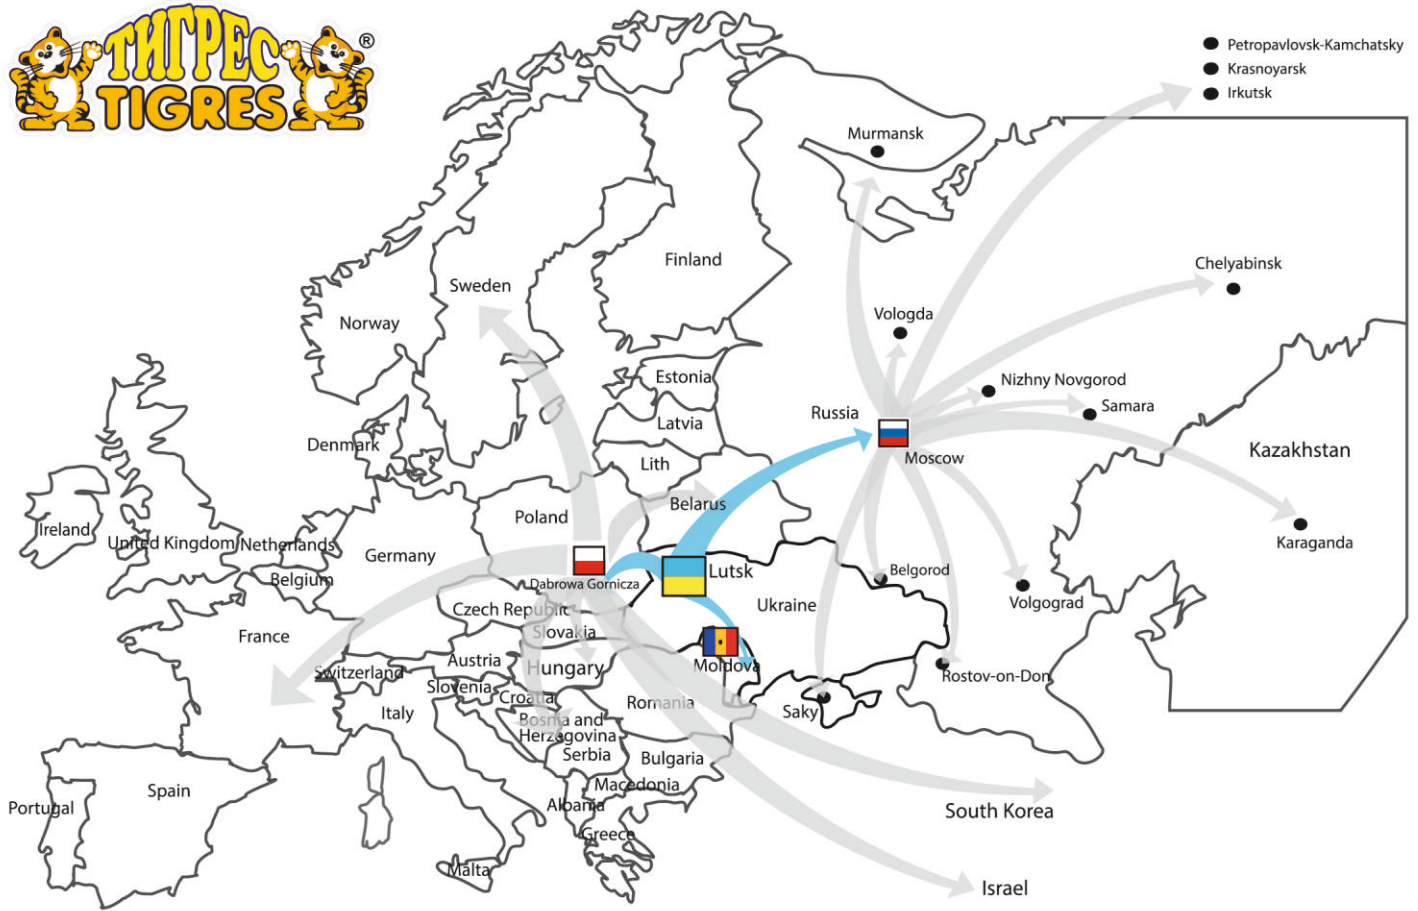 ТИГРЕС
®
TIGRES
Petropavlovsk-Kamchatsky
Krasnoyarsk
Irkutsk
Murmansk
Finland
Chelyabinsk
Sweden
Norway
Vologda
Estonia
Nizhny Novgorod
Samara
Russia
Latvia
Denmark
Moscow
Kazakhstan
Lith
Belarus
Poland
Ireland
United Kingdom
Netherlands
Germany
Karaganda
Lutsk
Belgorod
Belgium
Dabrowa Gornicza
Ukraine
Volgograd
Czech Republic
France
Slovakia
Austria
Hungary
Moldova
Switzerland
Rostov-on-Don
Slovenia
Croatia
Romania
Italy
Saky
Bosnia and
Herzagovina
Serbia
Bulgaria
Macedonia
Spain
Portugal
Albania
South Korea
Greece
Malta
Israel